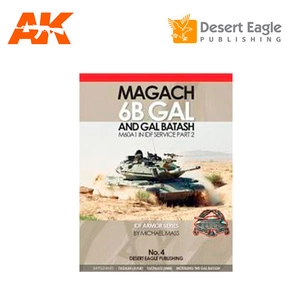 AK
Desert Eagle
PUBLISHING
MAGACH
6B GAL
AND GAL BATASH
M60A1 IN IDF SERVICE PART 2
IDF ARMOR SERIES
BY MICHAEL MASS
No. 4
DESERT EAGLE PUBLISHING